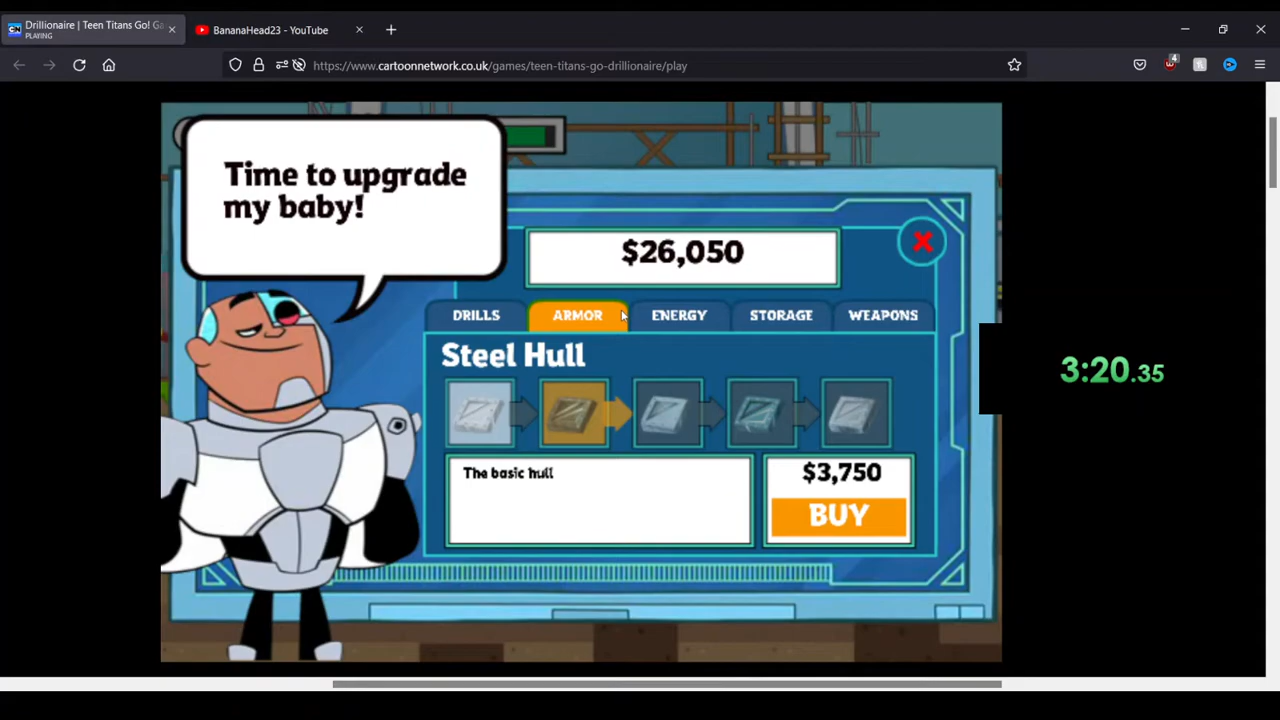 Drillionaire | Teen Titans Go! Ga
PLAYING
BananaHead23 - YouTube
https://www.cartoonnetwork.co.uk/games/teen-titans-go-drillionaire/play
4
Time to upgrade
my baby!
$26,050
DRILLS
ARMOR
ENERGY
STORAGE
WEAPONS
Steel Hull
The basic hull
$3,750
BUY
3:20.35